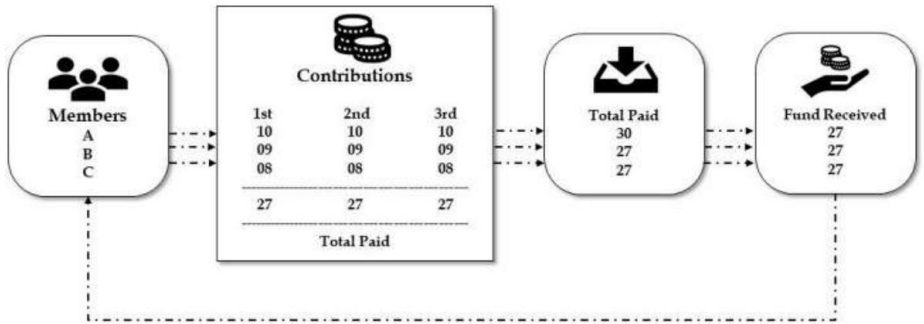 Members
A
B
C
Contributions
1st 2nd 3rd
10 10 10
09 09 09
08 08 08
27 27 27
Total Paid
Total Paid
30
27
27
Fund Received
27
27
27